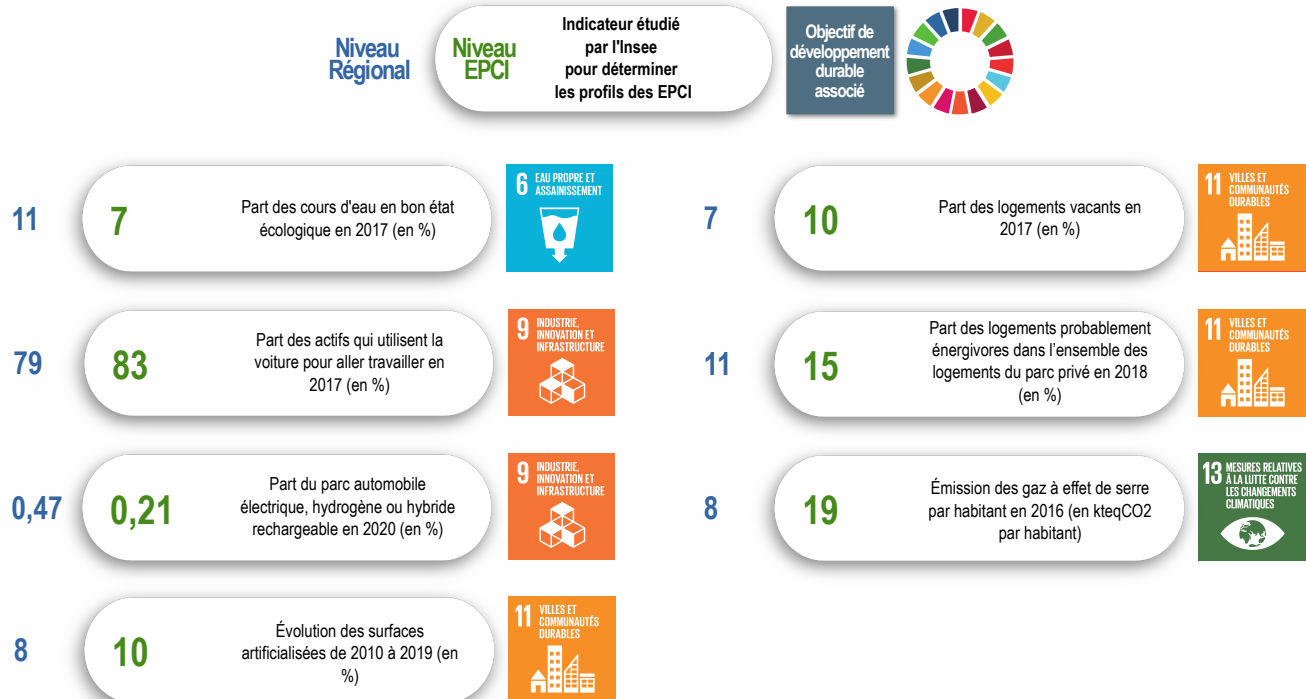 Niveau
Régional
Niveau
EPCI
Indicateur étudié
par l'Insee
pour déterminer
les profils des EPCI
Objectif de
développement
durable
associé
11
7
Part des cours d'eau en bon état
écologique en 2017 (en %)
6 EAU PROPRE ET
ASSAINISSEMENT
79
83
Part des actifs qui utilisent la
voiture pour aller travailler en
2017 (en %)
9 INDUSTRIE,
INNOVATION ET
INFRASTRUCTURE
0,47
0,21
Part du parc automobile
électrique, hydrogène ou hybride
rechargeable en 2020 (en %)
9 INDUSTRIE,
INNOVATION ET
INFRASTRUCTURE
8
10
Évolution des surfaces
artificialisées de 2010 à 2019 (en
%)
11 VILLES ET
COMMUNAUTÉS
DURABLES
7
10
Part des logements vacants en
2017 (en %)
11 VILLES ET
COMMUNAUTÉS
DURABLES
11
15
Part des logements probablement
énergivores dans l'ensemble des
logements du parc privé en 2018
(en %)
11 VILLES ET
COMMUNAUTÉS
DURABLES
8
19
Émission des gaz à effet de serre
par habitant en 2016 (en kteqCO2
par habitant)
13 MESURES RELATIVES
À LA LUTTE CONTRE
LES CHANGEMENTS
CLIMATIQUES